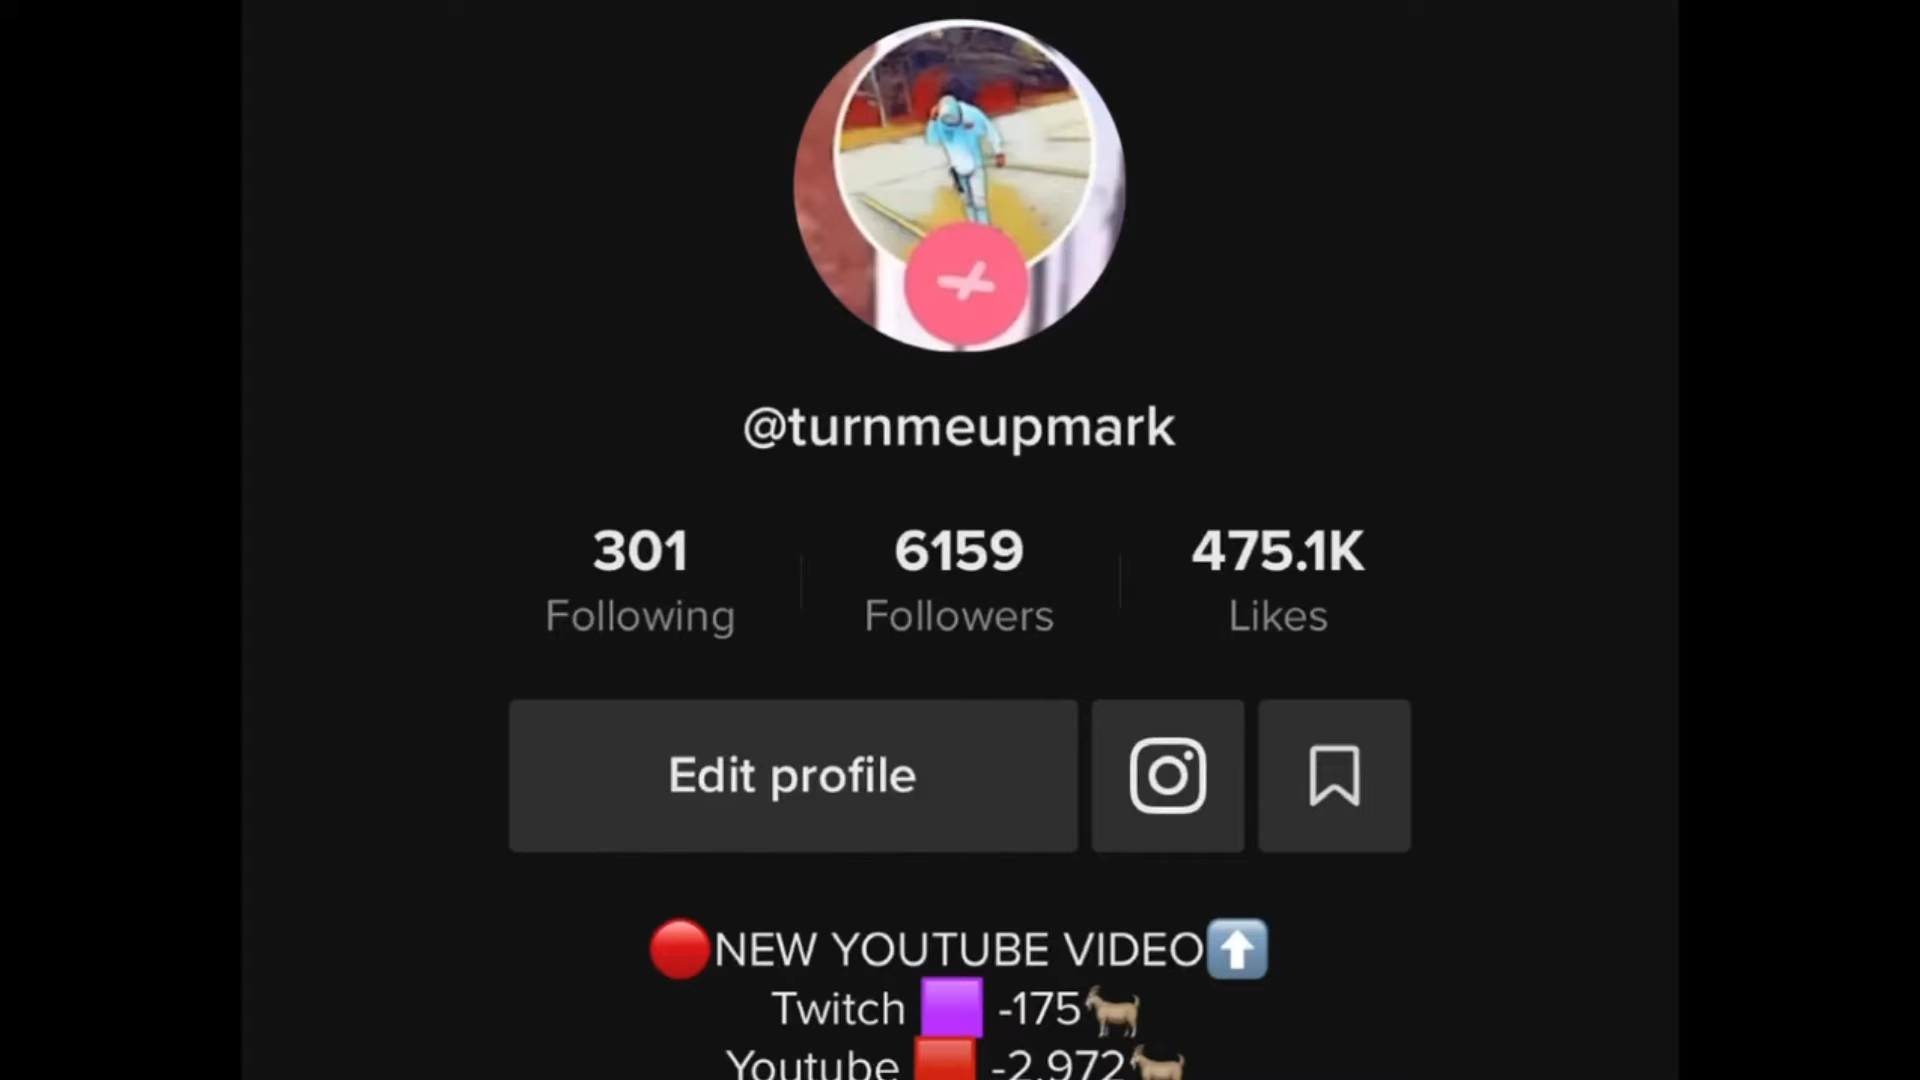 @turnmeupmark
301 6159 475.1K
Following Followers Likes
Edit profile
🔴NEW YOUTUBE VIDEO⬆️
Twitch 🟪 -175🐐
Youtube 🟥 -2,972🐐